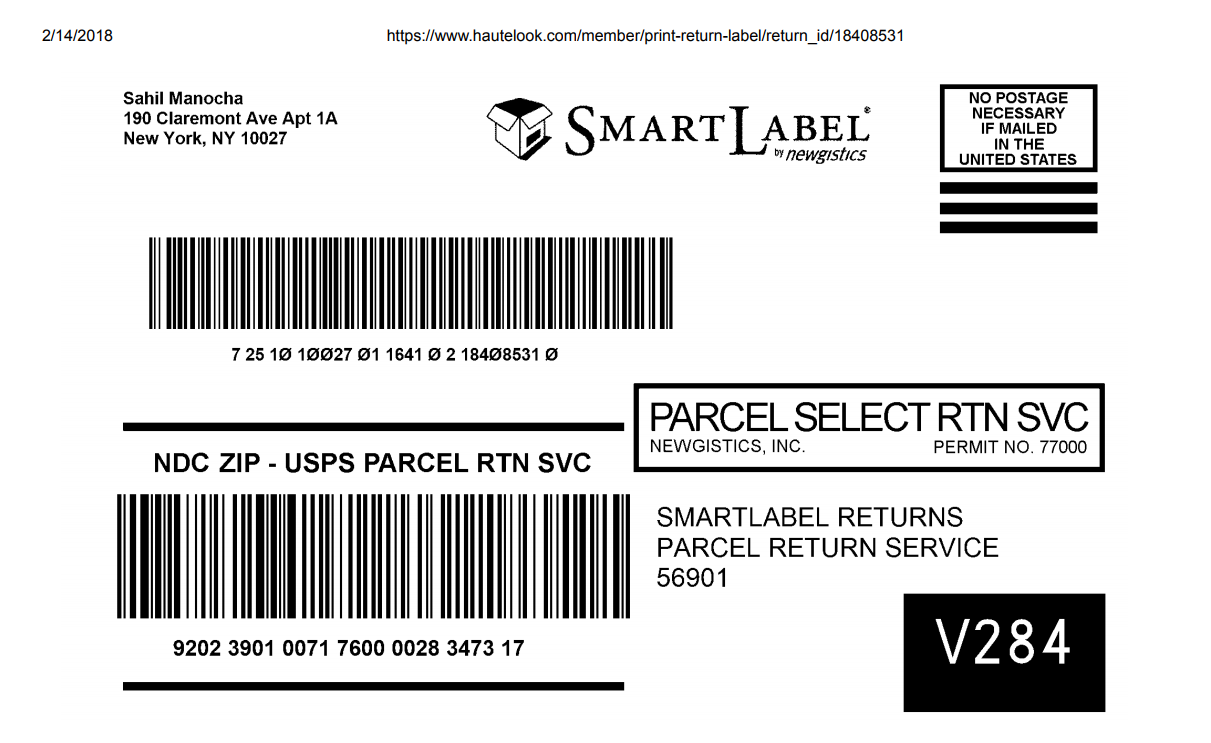 2/14/2018 https://www.hautelook.com/member/print-return-label/return_id/18408531
Sahil Manocha
190 Claremont Ave Apt 1A
New York, NY 10027
SMARTLABEL®
by newgistics
NO POSTAGE
NECESSARY
IF MAILED
IN THE
UNITED STATES
7 25 1Ø 1ØØ27 Ø1 1641 Ø 2 184Ø8531 Ø
PARCEL SELECT RTN SVC
NEWGISTICS, INC. PERMIT NO. 77000
NDC ZIP - USPS PARCEL RTN SVC
9202 3901 0071 7600 0028 3473 17
SMARTLABEL RETURNS
PARCEL RETURN SERVICE
56901
V284